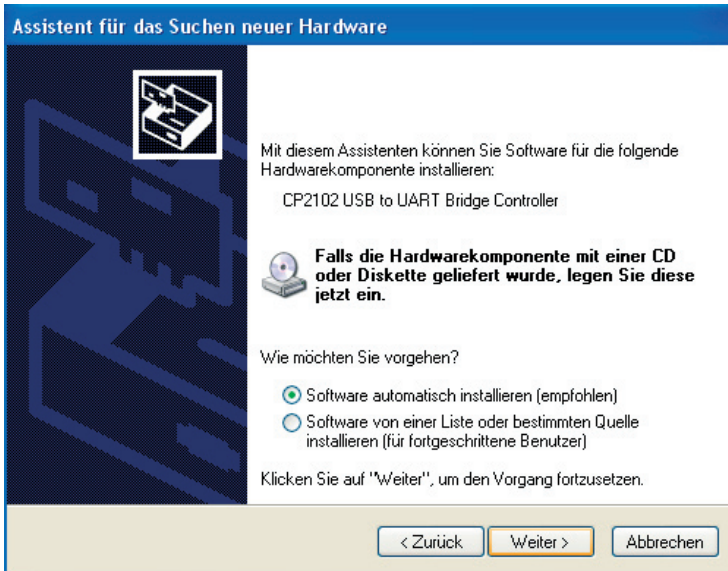 Assistent für das Suchen neuer Hardware
Mit diesem Assistenten können Sie Software für die folgende
Hardwarekomponente installieren:
CP2102 USB to UART Bridge Controller
Falls die Hardwarekomponente mit einer CD
oder Diskette geliefert wurde, legen Sie diese
jetzt ein.
Wie möchten Sie vorgehen?
Software automatisch installieren (empfohlen)
Software von einer Liste oder bestimmten Quelle
installieren (für fortgeschrittene Benutzer)
Klicken Sie auf "Weiter", um den Vorgang fortzusetzen.
< Zurück Weiter > Abbrechen